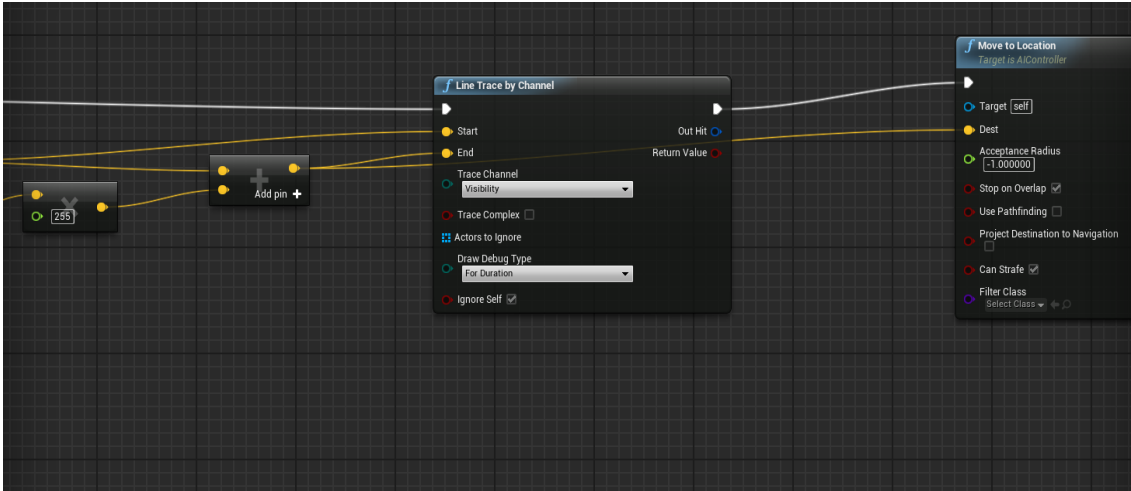 Move to Location
Target is AIController
Target self
Dest
Acceptance Radius
-1.000000
Stop on Overlap
Use Pathfinding
Project Destination to Navigation
Can Strafe
Filter Class
Select Class
Line Trace by Channel
Start
Out Hit
End
Return Value
Trace Channel
Visibility
Trace Complex
Actors to Ignore
Draw Debug Type
For Duration
Ignore Self
Add pin +
255